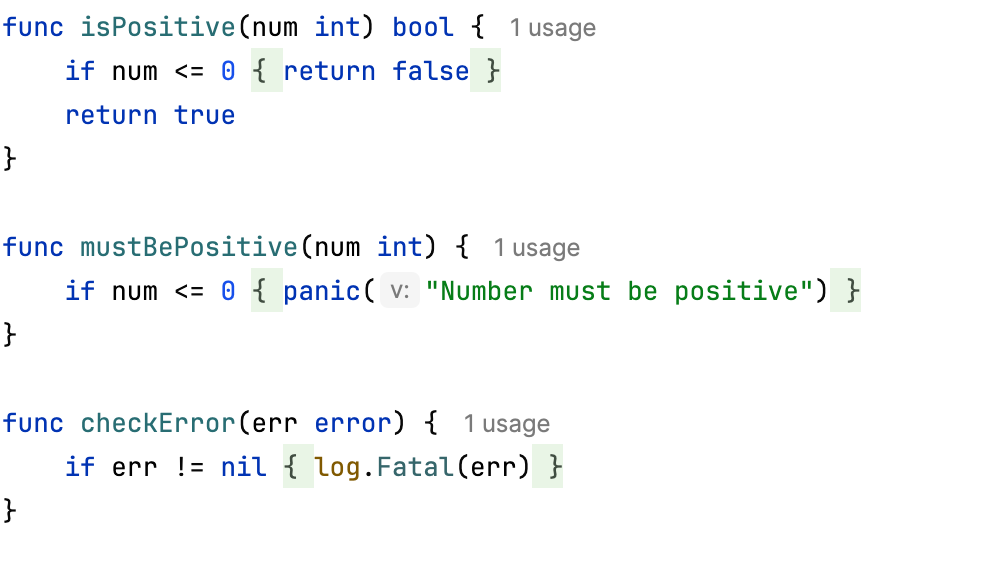 func isPositive(num int) bool { 1 usage
    if num <= 0 { return false }
    return true
}

func mustBePositive(num int) { 1 usage
    if num <= 0 { panic( v: "Number must be positive") }
}

func checkError(err error) { 1 usage
    if err != nil { log.Fatal(err) }
}